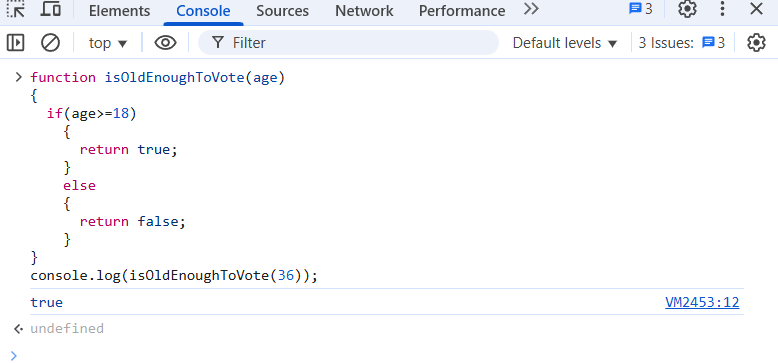 Elements Console Sources Network Performance 3
top Filter Default levels 3 Issues: 3
function isOldEnoughToVote(age)
{
  if(age>=18)
    {
      return true;
    }
    else
    {
      return false;
    }
}
console.log(isOldEnoughToVote(36));
true VM2453:12
undefined